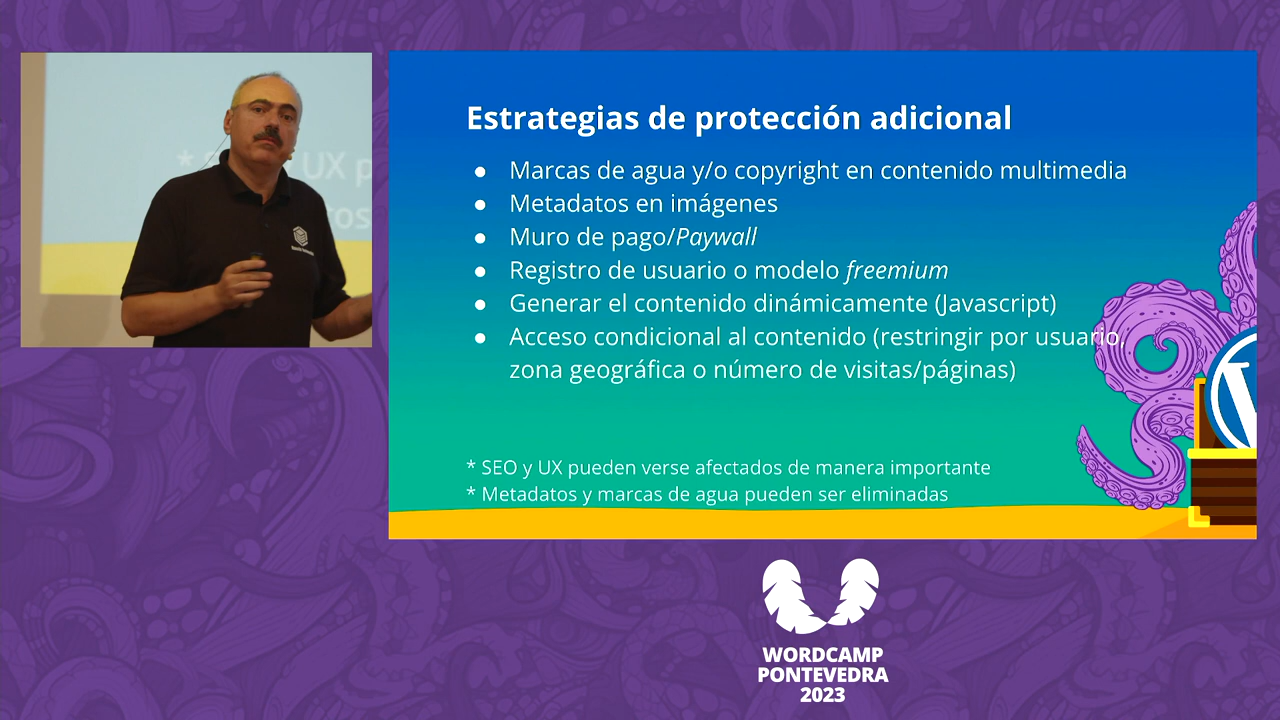 Estrategias de protección adicional
● Marcas de agua y/o copyright en contenido multimedia
● Metadatos en imágenes
● Muro de pago/Paywall
● Registro de usuario o modelo freemium
● Generar el contenido dinámicamente (Javascript)
● Acceso condicional al contenido (restringir por usuario,
zona geográfica o número de visitas/páginas)
* SEO y UX pueden verse afectados de manera importante
* Metadatos y marcas de agua pueden ser eliminadas
UX p
WORDCAMP
PONTEVEDRA
2023